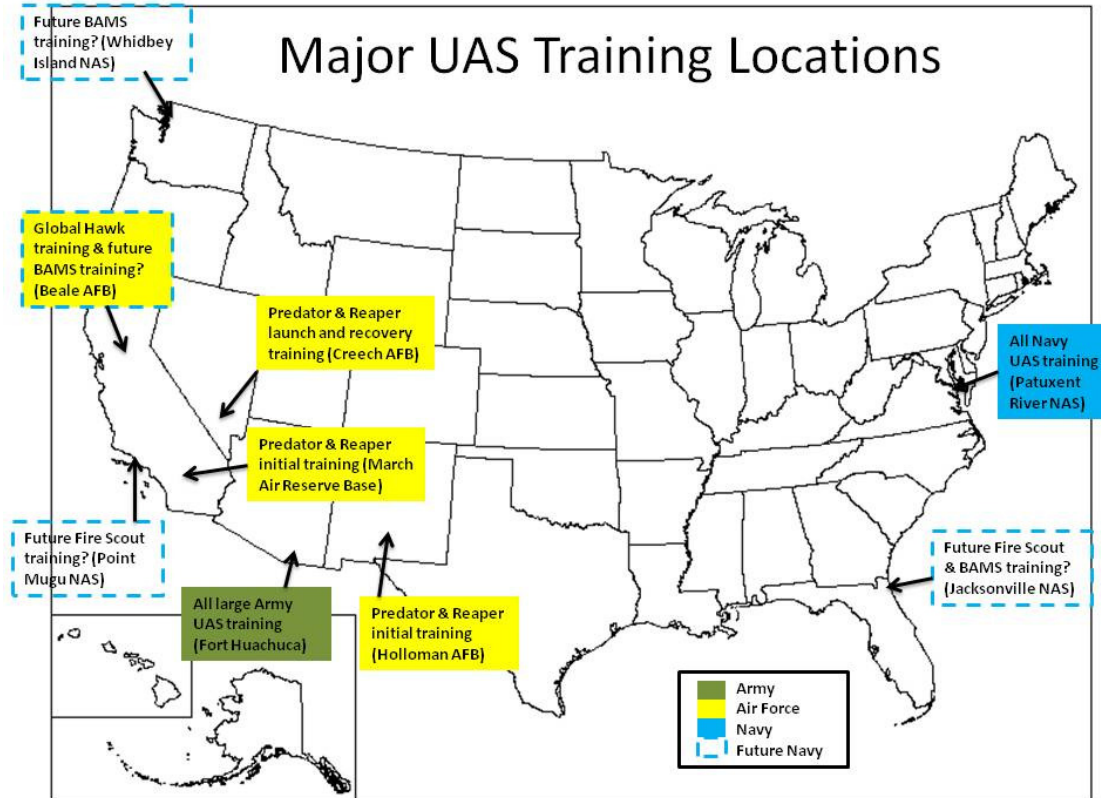 Major UAS Training Locations
Future BAMS
training? (Whidbey
Island NAS)
Global Hawk
training & future
BAMS training?
(Beale AFB)
Predator & Reaper
launch and recovery
training (Creech AFB)
All Navy
UAS training
(Patuxent
River NAS)
Predator & Reaper
initial training (March
Air Reserve Base)
Future Fire Scout
training? (Point
Mugu NAS)
Future Fire Scout
& BAMS training?
(Jacksonville NAS)
All large Army
UAS training
(Fort Huachuca)
Predator & Reaper
initial training
(Holloman AFB)
Army
Air Force
Navy
Future Navy